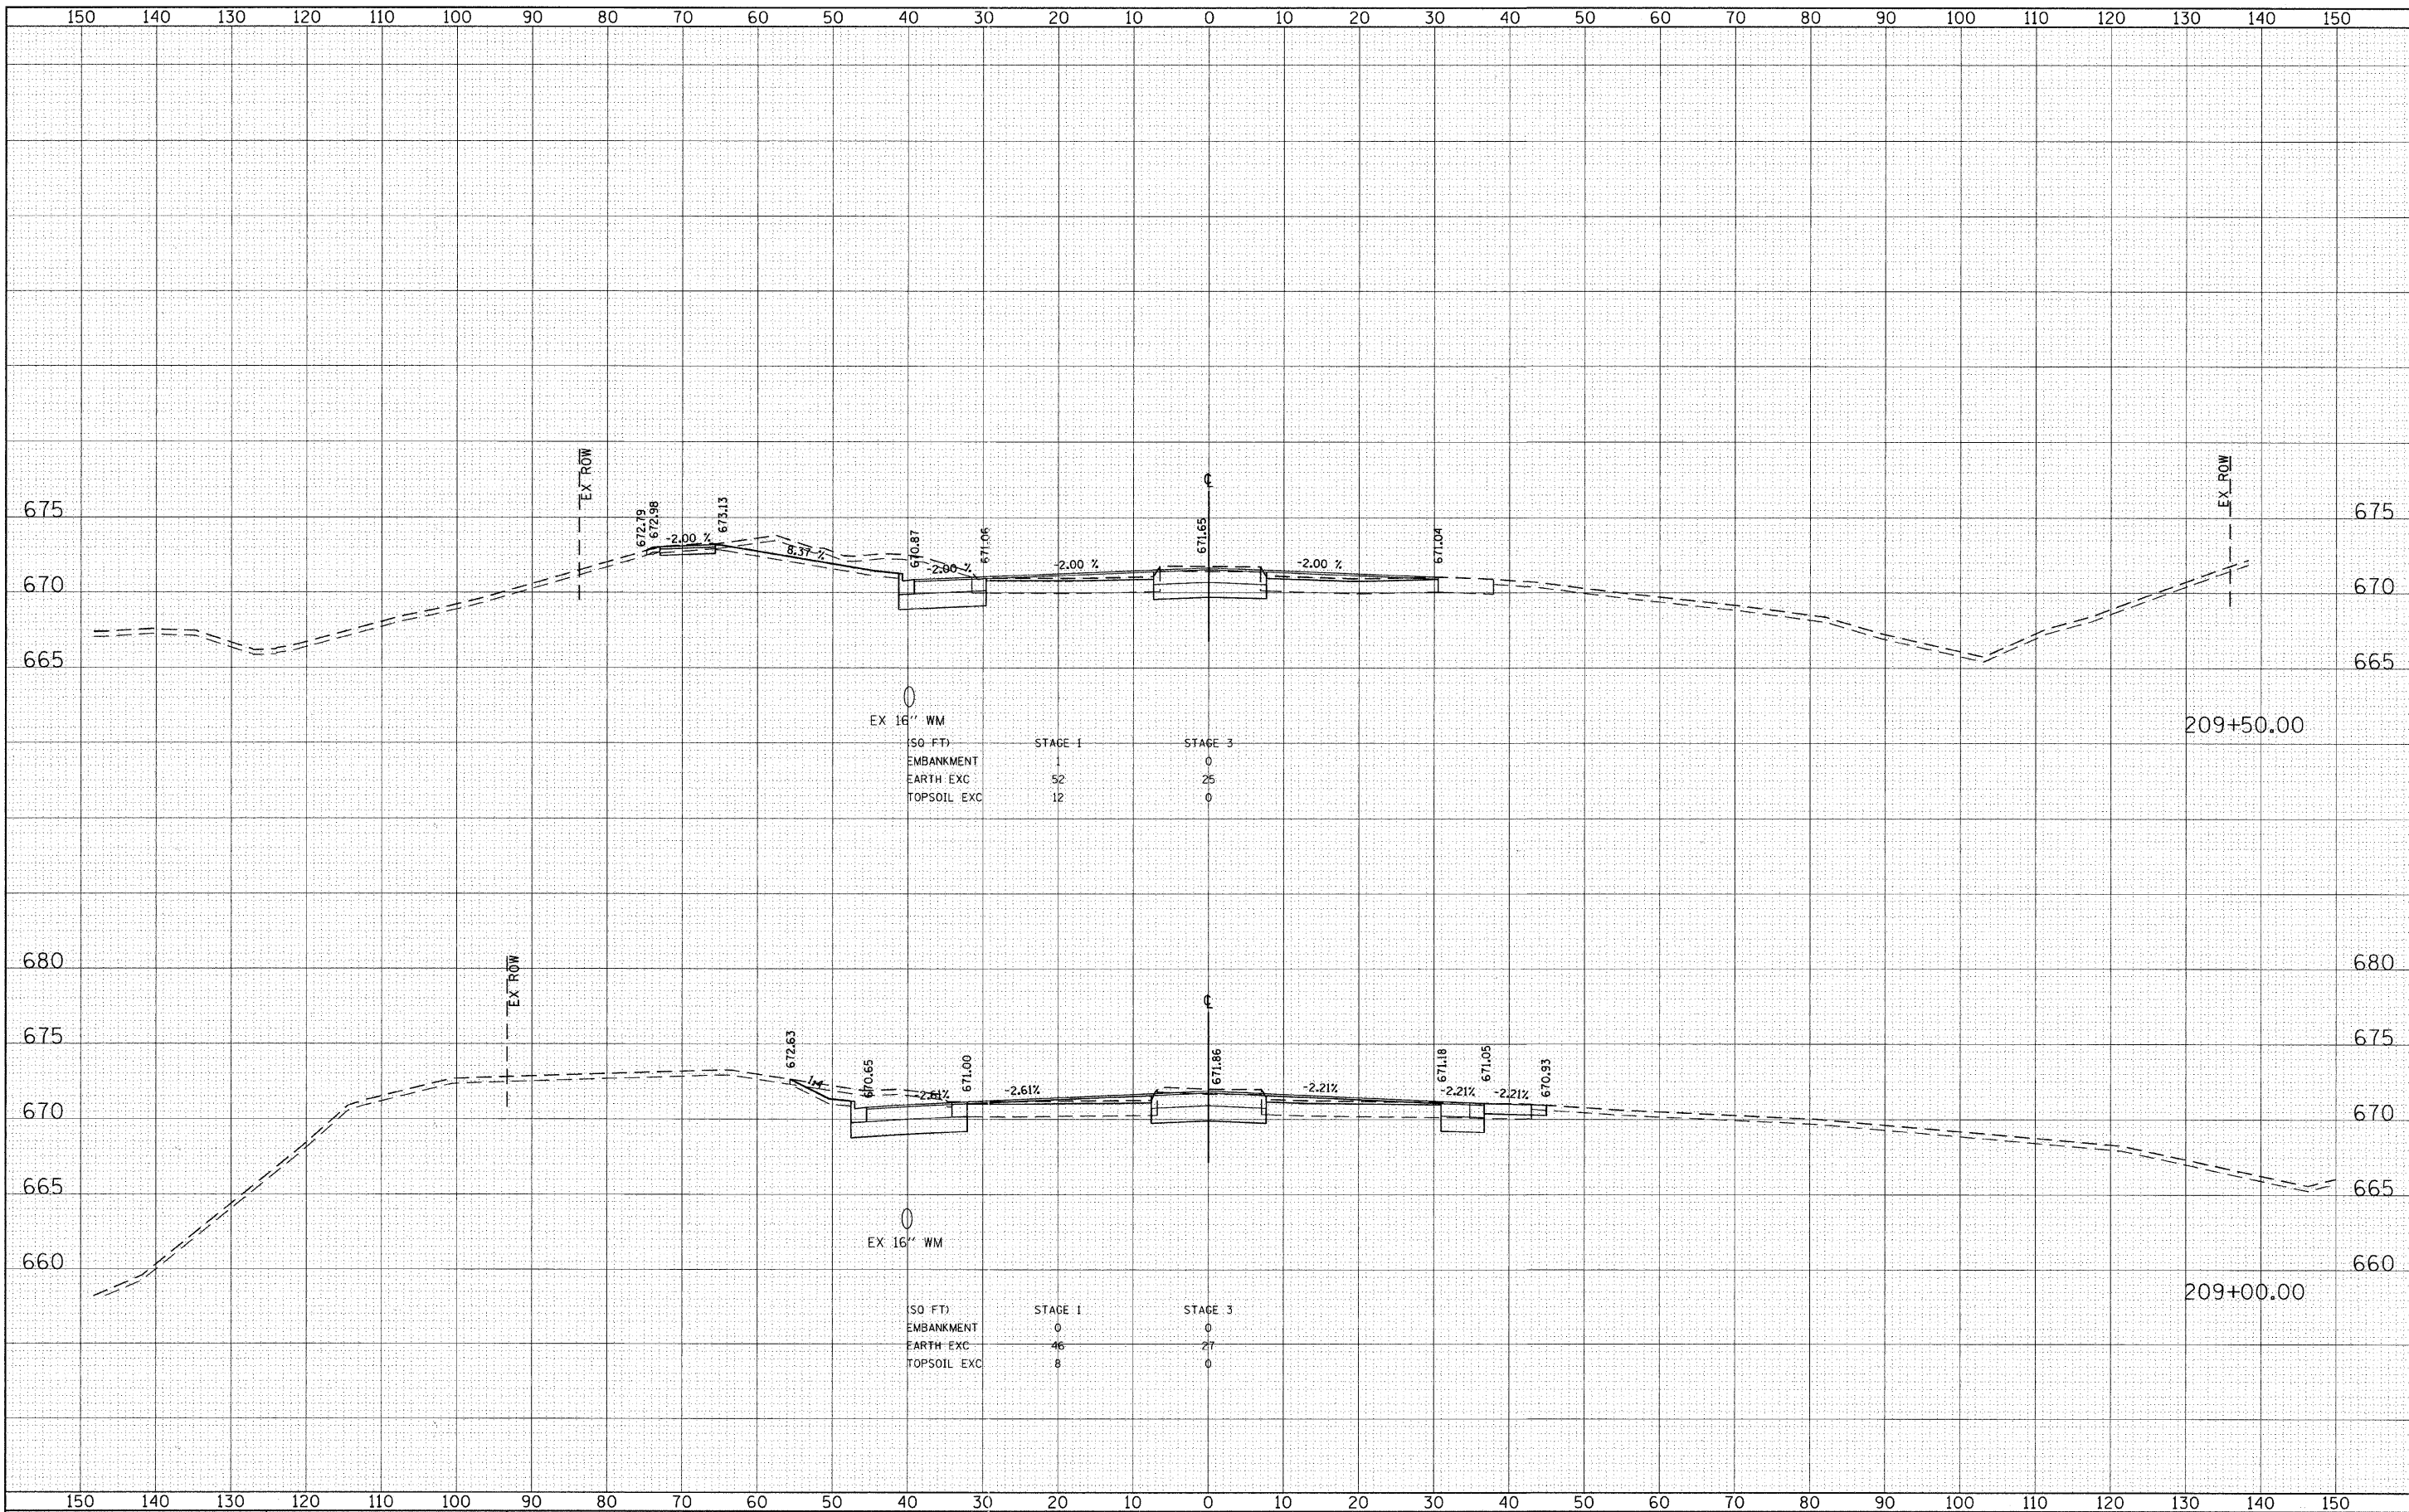 150 140 130 120 110 100 90 80 70 60 50 40 30 20 10 0 10 20 30 40 50 60 70 80 90 100 110 120 130 140 150
EX ROW
EX ROW
℄
675 675
672.79 672.98 673.13 670.87 671.06 671.65 671.04
-2.00 % 8.37 % -2.00 % -2.00 % -2.00 %
670 670
665 665
EX 16" WM
209+50.00
(SQ FT) STAGE 1 STAGE 3
EMBANKMENT 1 0
EARTH EXC 52 25
TOPSOIL EXC 12 0
680 680
EX ROW
℄
675 675
672.63 670.65 671.00 671.86 671.18 671.05 670.93
1:4 -2.61% -2.61% -2.21% -2.21% -2.21%
670 670
665 665
EX 16" WM
660 660
209+00.00
(SQ FT) STAGE 1 STAGE 3
EMBANKMENT 0 0
EARTH EXC 46 27
TOPSOIL EXC 8 0
150 140 130 120 110 100 90 80 70 60 50 40 30 20 10 0 10 20 30 40 50 60 70 80 90 100 110 120 130 140 150